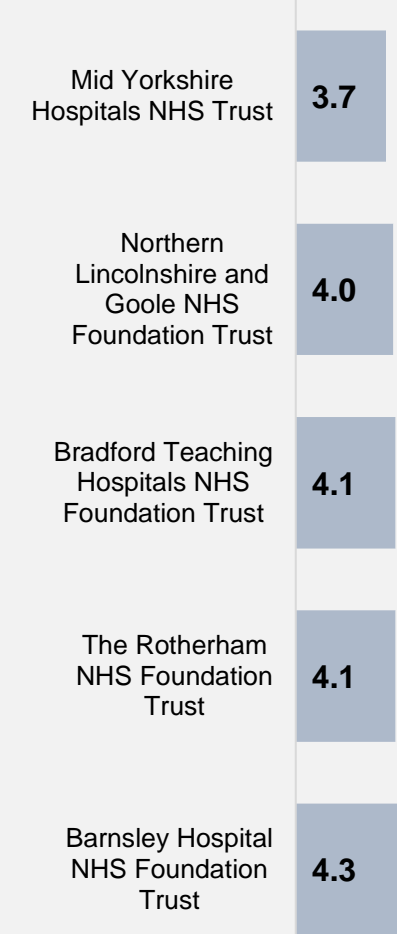 Mid Yorkshire
Hospitals NHS Trust
3.7
Northern
Lincolnshire and
Goole NHS
Foundation Trust
4.0
Bradford Teaching
Hospitals NHS
Foundation Trust
4.1
The Rotherham
NHS Foundation
Trust
4.1
Barnsley Hospital
NHS Foundation
Trust
4.3